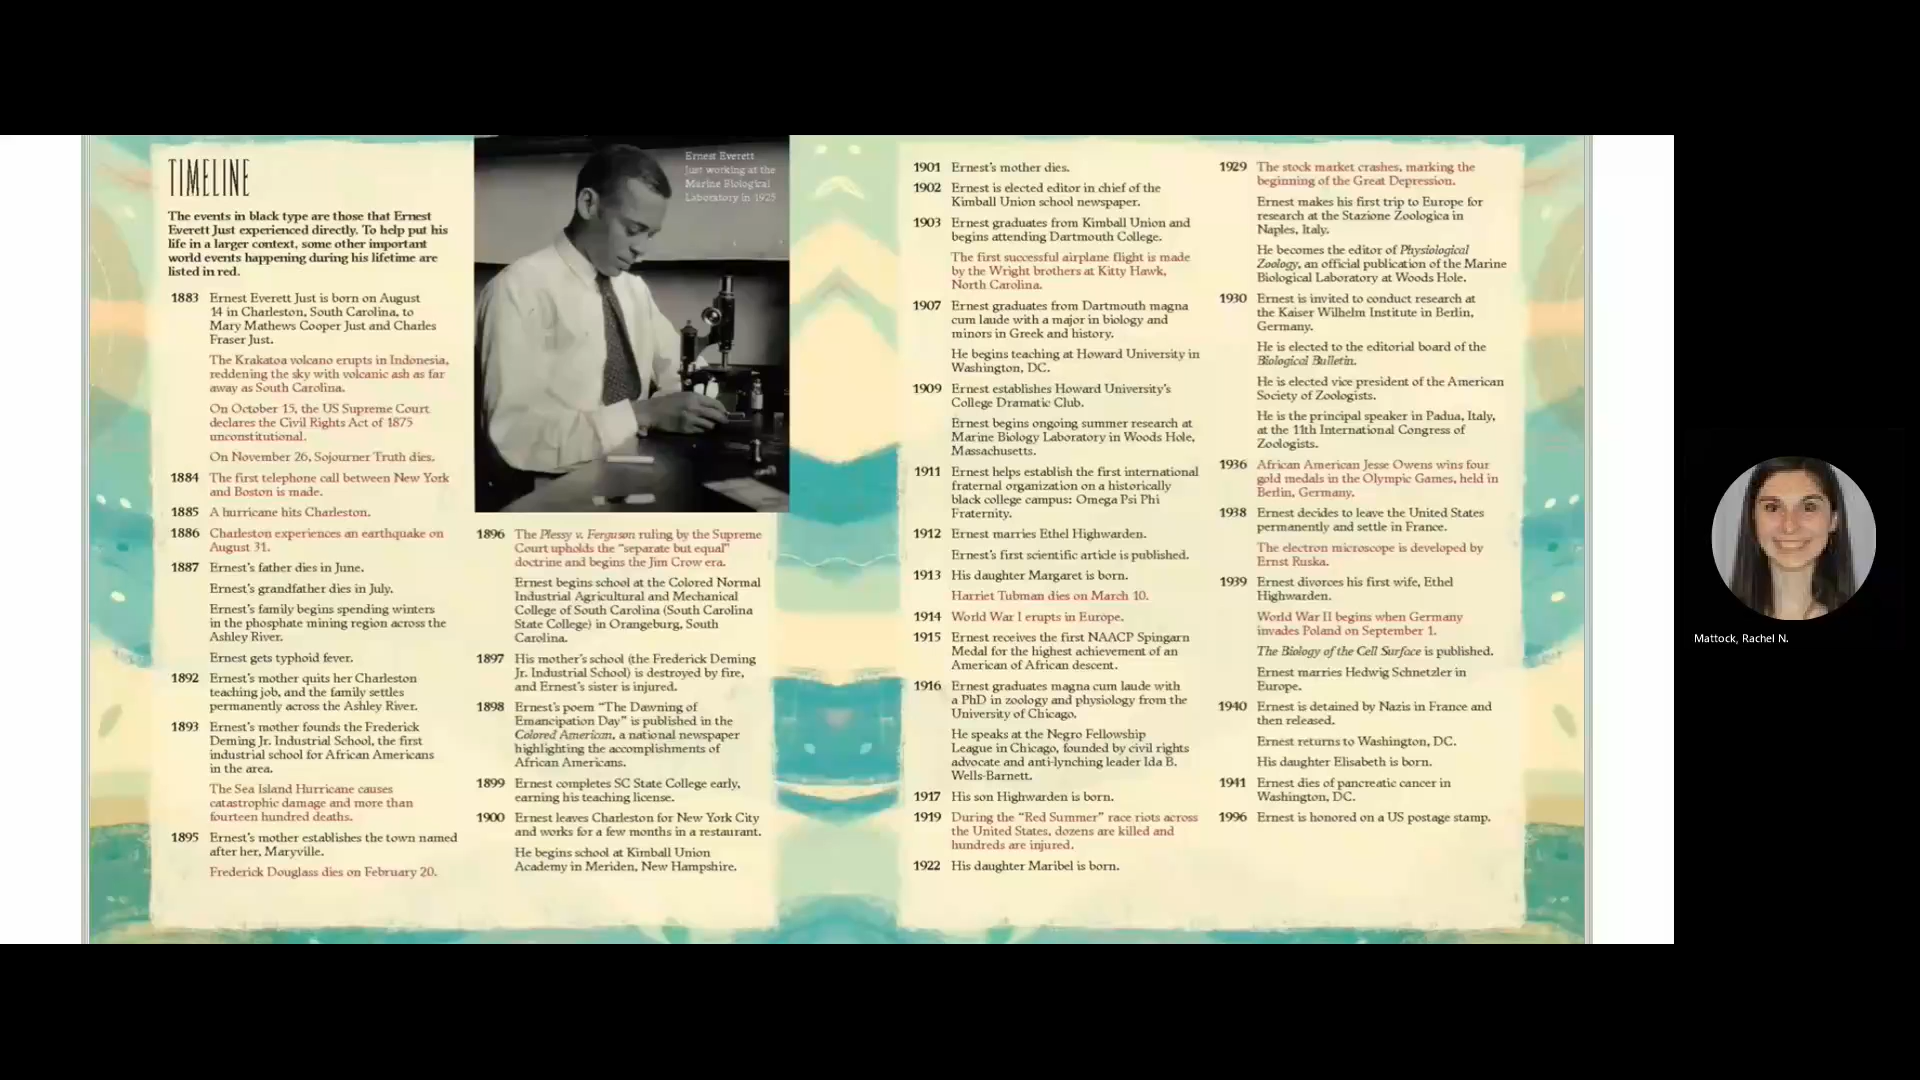 TIMELINE
The events in black type are those that Ernest
Everett Just experienced directly. To help put his
life in a larger context, some other important
world events happening during his lifetime are
listed in red.
1883 Ernest Everett Just is born on August
14 in Charleston, South Carolina, to
Mary Mathews Cooper Just and Charles
Fraser Just.
The Krakatoa volcano erupts in Indonesia,
reddening the sky with volcanic ash as far
away as South Carolina.
On October 15, the US Supreme Court
declares the Civil Rights Act of 1875
unconstitutional.
On November 26, Sojourner Truth dies.
1884 The first telephone call between New York
and Boston is made.
1885 A hurricane hits Charleston.
1886 Charleston experiences an earthquake on
August 31.
1887 Ernest's father dies in June.
Ernest's grandfather dies in July.
Ernest's family begins spending winters
in the phosphate mining region across the
Ashley River.
Ernest gets typhoid fever.
1892 Ernest's mother quits her Charleston
teaching job, and the family settles
permanently across the Ashley River.
1893 Ernest's mother founds the Frederick
Deming Jr. Industrial School, the first
industrial school for African Americans
in the area.
The Sea Island Hurricane causes
catastrophic damage and more than
fourteen hundred deaths.
1895 Ernest's mother establishes the town named
after her, Maryville.
Frederick Douglass dies on February 20.
Ernest Everett
Just working at the
Marine Biological
Laboratory in 1925
1896 The Plessy v. Ferguson ruling by the Supreme
Court upholds the "separate but equal"
doctrine and begins the Jim Crow era.
Ernest begins school at the Colored Normal
Industrial Agricultural and Mechanical
College of South Carolina (South Carolina
State College) in Orangeburg, South
Carolina.
1897 His mother's school (the Frederick Deming
Jr. Industrial School) is destroyed by fire,
and Ernest's sister is injured.
1898 Ernest's poem "The Dawning of
Emancipation Day" is published in the
Colored American, a national newspaper
highlighting the accomplishments of
African Americans.
1899 Ernest completes SC State College early,
earning his teaching license.
1900 Ernest leaves Charleston for New York City
and works for a few months in a restaurant.
He begins school at Kimball Union
Academy in Meriden, New Hampshire.
1901 Ernest's mother dies.
1902 Ernest is elected editor in chief of the
Kimball Union school newspaper.
1903 Ernest graduates from Kimball Union and
begins attending Dartmouth College.
The first successful airplane flight is made
by the Wright brothers at Kitty Hawk,
North Carolina.
1907 Ernest graduates from Dartmouth magna
cum laude with a major in biology and
minors in Greek and history.
He begins teaching at Howard University in
Washington, DC.
1909 Ernest establishes Howard University's
College Dramatic Club.
Ernest begins ongoing summer research at
Marine Biology Laboratory in Woods Hole,
Massachusetts.
1911 Ernest helps establish the first international
fraternal organization on a historically
black college campus: Omega Psi Phi
Fraternity.
1912 Ernest marries Ethel Highwarden.
Ernest's first scientific article is published.
1913 His daughter Margaret is born.
Harriet Tubman dies on March 10.
1914 World War I erupts in Europe.
1915 Ernest receives the first NAACP Spingarn
Medal for the highest achievement of an
American of African descent.
1916 Ernest graduates magna cum laude with
a PhD in zoology and physiology from the
University of Chicago.
He speaks at the Negro Fellowship
League in Chicago, founded by civil rights
advocate and anti-lynching leader Ida B.
Wells-Barnett.
1917 His son Highwarden is born.
1919 During the "Red Summer" race riots across
the United States, dozens are killed and
hundreds are injured.
1922 His daughter Maribel is born.
1929 The stock market crashes, marking the
beginning of the Great Depression.
Ernest makes his first trip to Europe for
research at the Stazione Zoologica in
Naples, Italy.
He becomes the editor of Physiological
Zoology, an official publication of the Marine
Biological Laboratory at Woods Hole.
1930 Ernest is invited to conduct research at
the Kaiser Wilhelm Institute in Berlin,
Germany.
He is elected to the editorial board of the
Biological Bulletin.
He is elected vice president of the American
Society of Zoologists.
He is the principal speaker in Padua, Italy,
at the 11th International Congress of
Zoologists.
1936 African American Jesse Owens wins four
gold medals in the Olympic Games, held in
Berlin, Germany.
1938 Ernest decides to leave the United States
permanently and settle in France.
The electron microscope is developed by
Ernst Ruska.
1939 Ernest divorces his first wife, Ethel
Highwarden.
World War II begins when Germany
invades Poland on September 1.
The Biology of the Cell Surface is published.
Ernest marries Hedwig Schnetzler in
Europe.
1940 Ernest is detained by Nazis in France and
then released.
Ernest returns to Washington, DC.
His daughter Elisabeth is born.
1941 Ernest dies of pancreatic cancer in
Washington, DC.
1996 Ernest is honored on a US postage stamp.
Mattock, Rachel N.